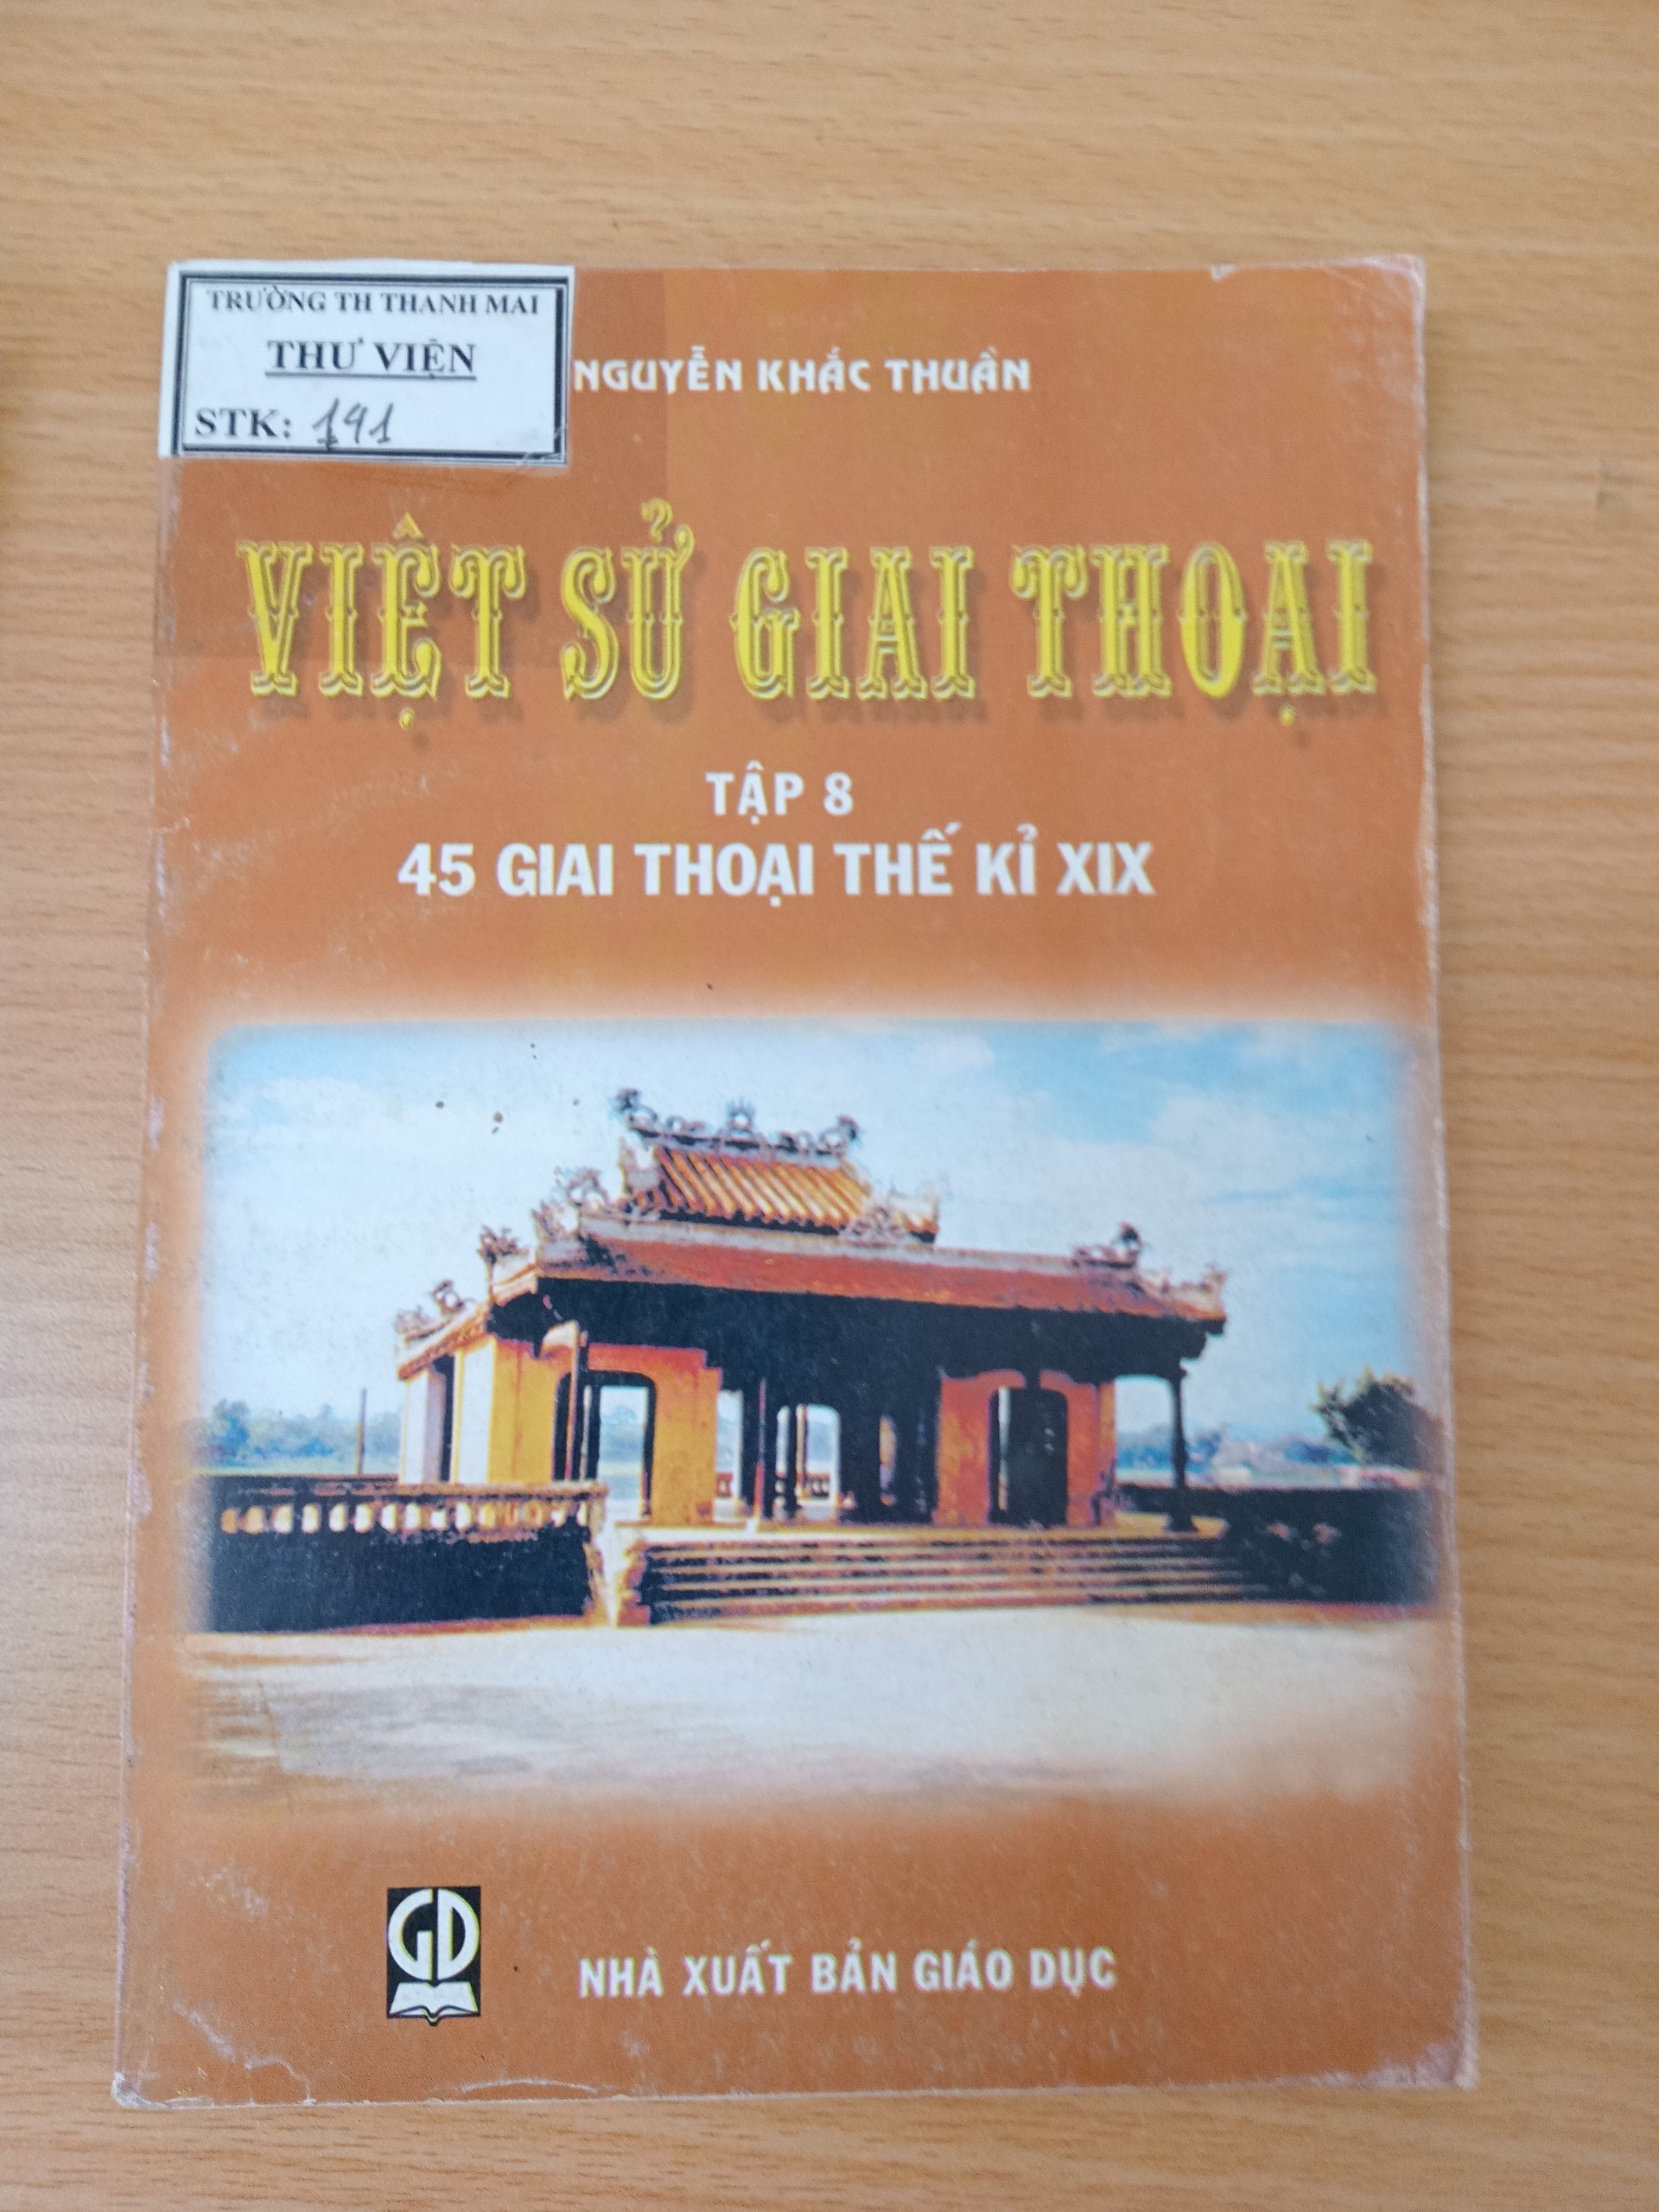 TRƯỜNG TH THANH MAI
THƯ VIỆN
STK: 191
NGUYỄN KHẮC THUẦN
VIỆT SỬ GIAI THOẠI
TẬP 8
45 GIAI THOẠI THẾ KỈ XIX
GD
NHÀ XUẤT BẢN GIÁO DỤC